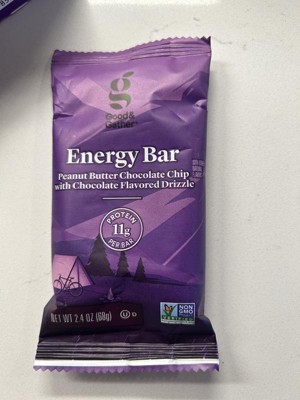 g
Good&
Gather™
Energy Bar
Peanut Butter Chocolate Chip
with Chocolate Flavored Drizzle
PROTEIN
11g
PER BAR
NET WT 2.4 OZ (68g)
U D
NON
GMO